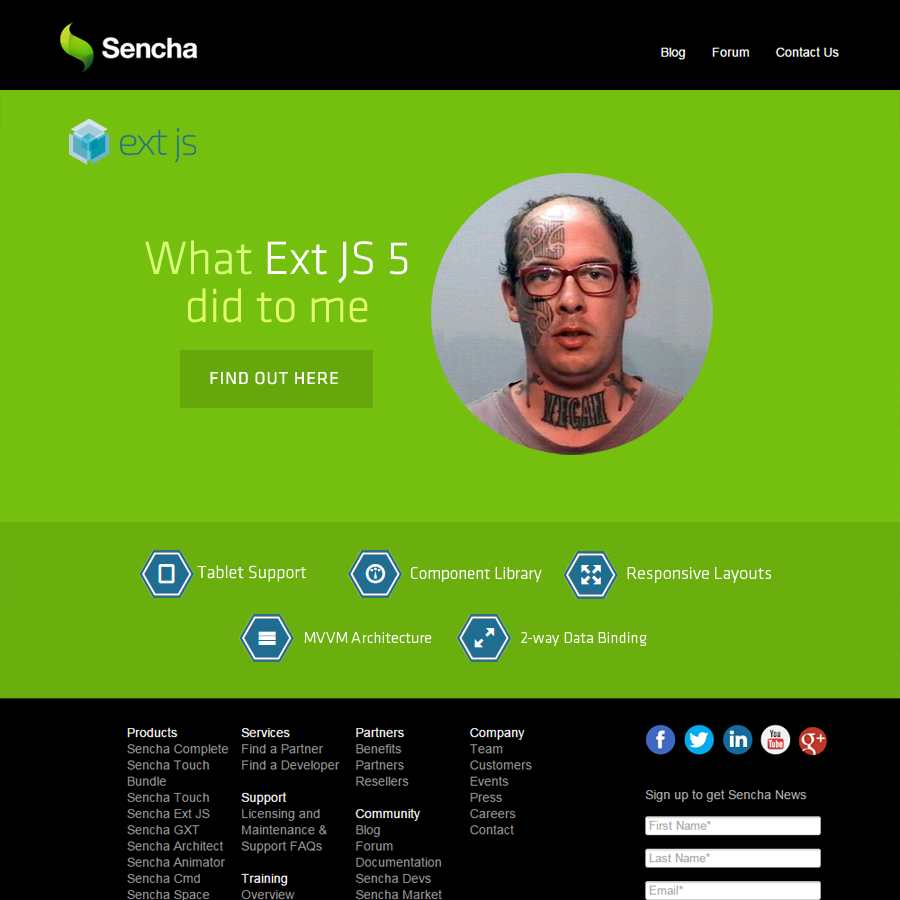 Sencha
Blog Forum Contact Us
ext js
What Ext JS 5
did to me
FIND OUT HERE
VEGAN
Tablet Support
Component Library
Responsive Layouts
MVVM Architecture
2-way Data Binding
Products
Sencha Complete
Sencha Touch
Bundle
Sencha Touch
Sencha Ext JS
Sencha GXT
Sencha Architect
Sencha Animator
Sencha Cmd
Sencha Space
Services
Find a Partner
Find a Developer
Support
Licensing and
Maintenance &
Support FAQs
Training
Overview
Partners
Benefits
Partners
Resellers
Community
Blog
Forum
Documentation
Sencha Devs
Sencha Market
Company
Team
Customers
Events
Press
Careers
Contact
f in You Tube g+
Sign up to get Sencha News
First Name*
Last Name*
Email*